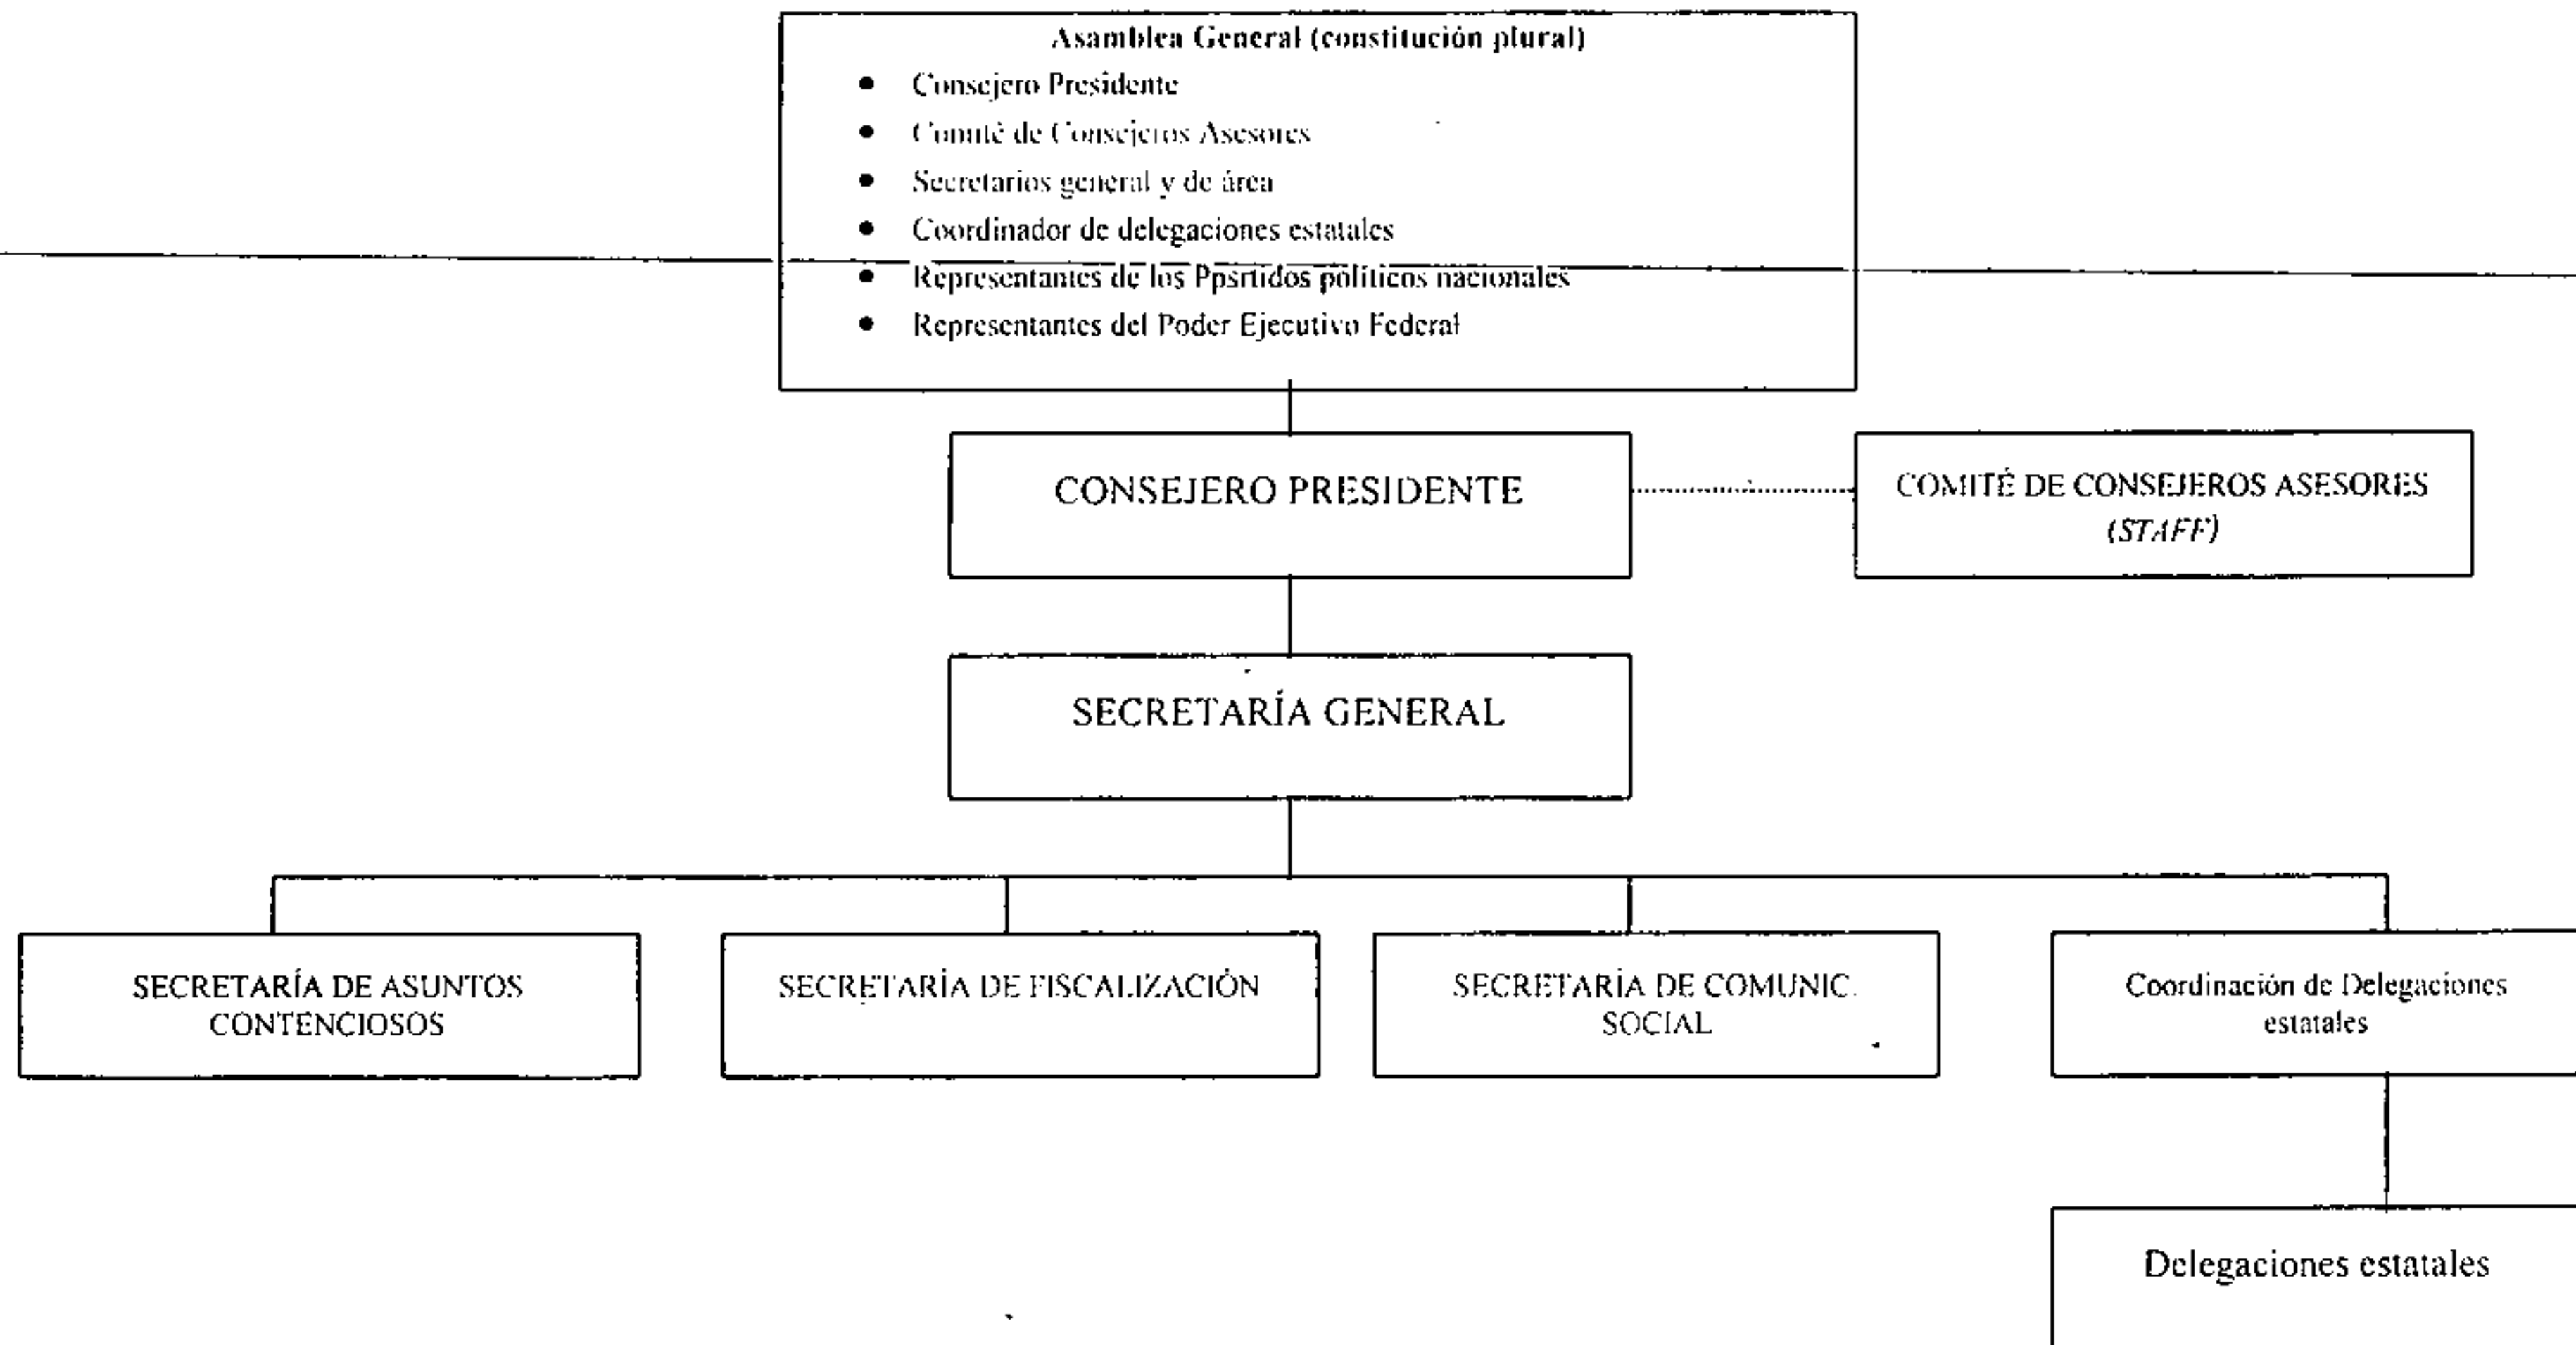 Asamblea General (constitución plural)
• Consejero Presidente
• Comité de Consejeros Asesores
• Secretarios general y de área
• Coordinador de delegaciones estatales
• Representantes de los Ppsrtidos políticos nacionales
• Representantes del Poder Ejecutivo Federal
CONSEJERO PRESIDENTE
COMITÉ DE CONSEJEROS ASESORES
(STAFF)
SECRETARÍA GENERAL
SECRETARÍA DE ASUNTOS
CONTENCIOSOS
SECRETARÍA DE FISCALIZACIÓN
SECRETARÍA DE COMUNIC.
SOCIAL
Coordinación de Delegaciones
estatales
Delegaciones estatales